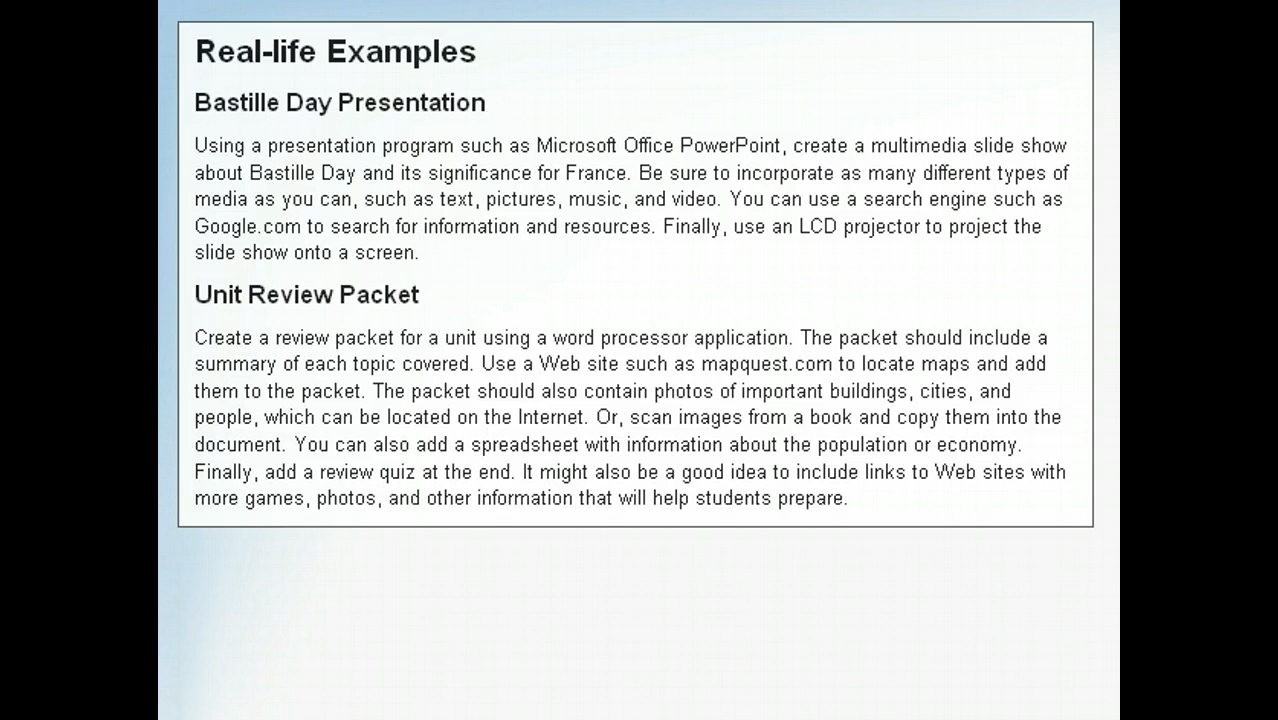 Real-life Examples
Bastille Day Presentation
Using a presentation program such as Microsoft Office PowerPoint, create a multimedia slide show
about Bastille Day and its significance for France. Be sure to incorporate as many different types of
media as you can, such as text, pictures, music, and video. You can use a search engine such as
Google.com to search for information and resources. Finally, use an LCD projector to project the
slide show onto a screen.
Unit Review Packet
Create a review packet for a unit using a word processor application. The packet should include a
summary of each topic covered. Use a Web site such as mapquest.com to locate maps and add
them to the packet. The packet should also contain photos of important buildings, cities, and
people, which can be located on the Internet. Or, scan images from a book and copy them into the
document. You can also add a spreadsheet with information about the population or economy.
Finally, add a review quiz at the end. It might also be a good idea to include links to Web sites with
more games, photos, and other information that will help students prepare.